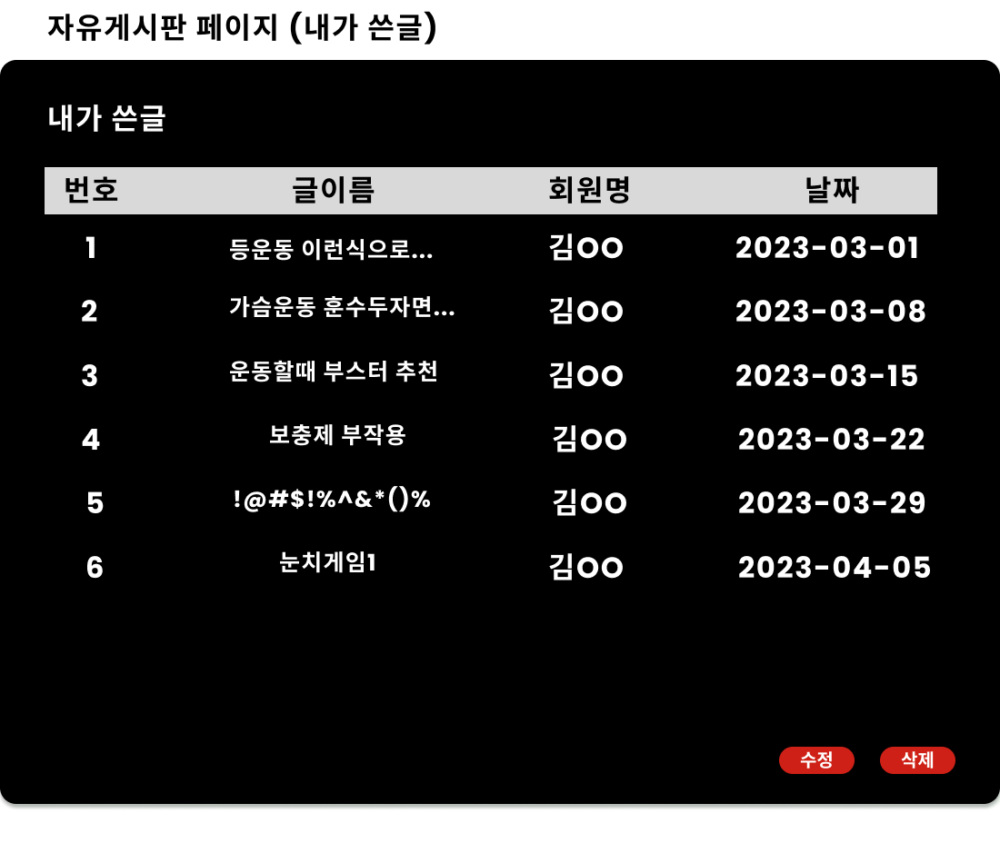 자유게시판 페이지 (내가 쓴글)
내가 쓴글
번호 글이름 회원명 날짜
1 등운동 이런식으로... 김OO 2023-03-01
2 가슴운동 훈수두자면... 김OO 2023-03-08
3 운동할때 부스터 추천 김OO 2023-03-15
4 보충제 부작용 김OO 2023-03-22
5 !@#$!%^&*()% 김OO 2023-03-29
6 눈치게임1 김OO 2023-04-05
수정 삭제